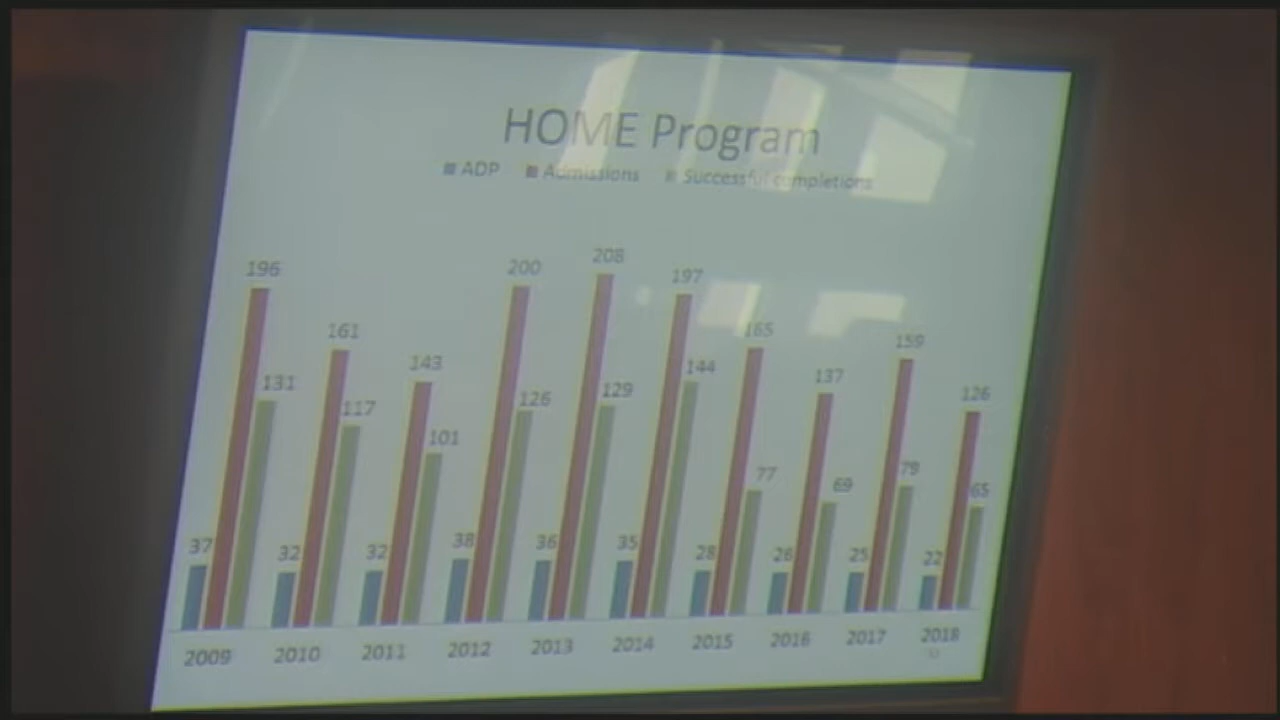 HOME Program
ADP Admissions Successful completions
196 161 143 200 208 197 165 137 159 126
131 117 101 126 129 144 77 69 79 65
37 32 32 38 36 35 28 26 25 22
2009 2010 2011 2012 2013 2014 2015 2016 2017 2018